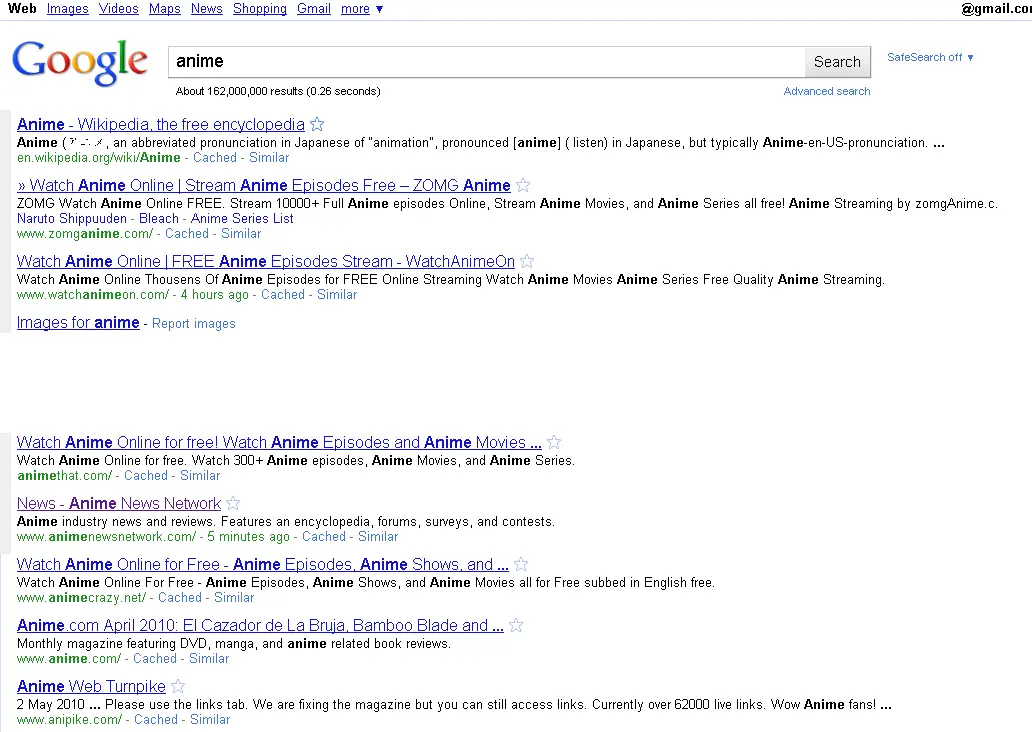 Web Images Videos Maps News Shopping Gmail more ▼ @gmail.co
Google
anime Search SafeSearch off ▼
About 162,000,000 results (0.26 seconds) Advanced search
Anime - Wikipedia, the free encyclopedia
Anime ( , an abbreviated pronunciation in Japanese of "animation", pronounced [anime] ( listen) in Japanese, but typically Anime-en-US-pronunciation. ...
en.wikipedia.org/wiki/Anime - Cached - Similar
» Watch Anime Online | Stream Anime Episodes Free – ZOMG Anime
ZOMG Watch Anime Online FREE. Stream 10000+ Full Anime episodes Online, Stream Anime Movies, and Anime Series all free! Anime Streaming by zomgAnime.c.
Naruto Shippuuden - Bleach - Anime Series List
www.zomganime.com/ - Cached - Similar
Watch Anime Online | FREE Anime Episodes Stream - WatchAnimeOn
Watch Anime Online Thousens Of Anime Episodes for FREE Online Streaming Watch Anime Movies Anime Series Free Quality Anime Streaming.
www.watchanimeon.com/ - 4 hours ago - Cached - Similar
Images for anime - Report images
Watch Anime Online for free! Watch Anime Episodes and Anime Movies ...
Watch Anime Online for free. Watch 300+ Anime episodes, Anime Movies, and Anime Series.
animethat.com/ - Cached - Similar
News - Anime News Network
Anime industry news and reviews. Features an encyclopedia, forums, surveys, and contests.
www.animenewsnetwork.com/ - 5 minutes ago - Cached - Similar
Watch Anime Online for Free - Anime Episodes, Anime Shows, and ...
Watch Anime Online For Free - Anime Episodes, Anime Shows, and Anime Movies all for Free subbed in English free.
www.animecrazy.net/ - Cached - Similar
Anime.com April 2010: El Cazador de La Bruja, Bamboo Blade and ...
Monthly magazine featuring DVD, manga, and anime related book reviews.
www.anime.com/ - Cached - Similar
Anime Web Turnpike
2 May 2010 ... Please use the links tab. We are fixing the magazine but you can still access links. Currently over 62000 live links. Wow Anime fans! ...
www.anipike.com/ - Cached - Similar